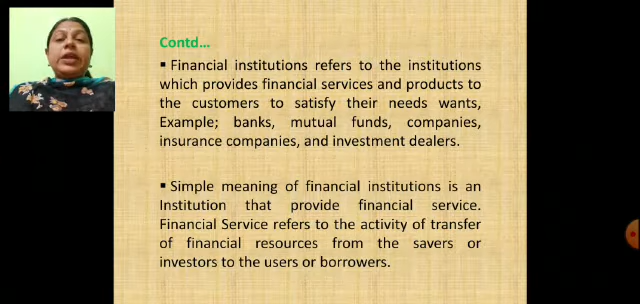 Contd...
▪ Financial institutions refers to the institutions
which provides financial services and products to
the customers to satisfy their needs wants,
Example; banks, mutual funds, companies,
insurance companies, and investment dealers.
▪ Simple meaning of financial institutions is an
Institution that provide financial service.
Financial Service refers to the activity of transfer
of financial resources from the savers or
investors to the users or borrowers.